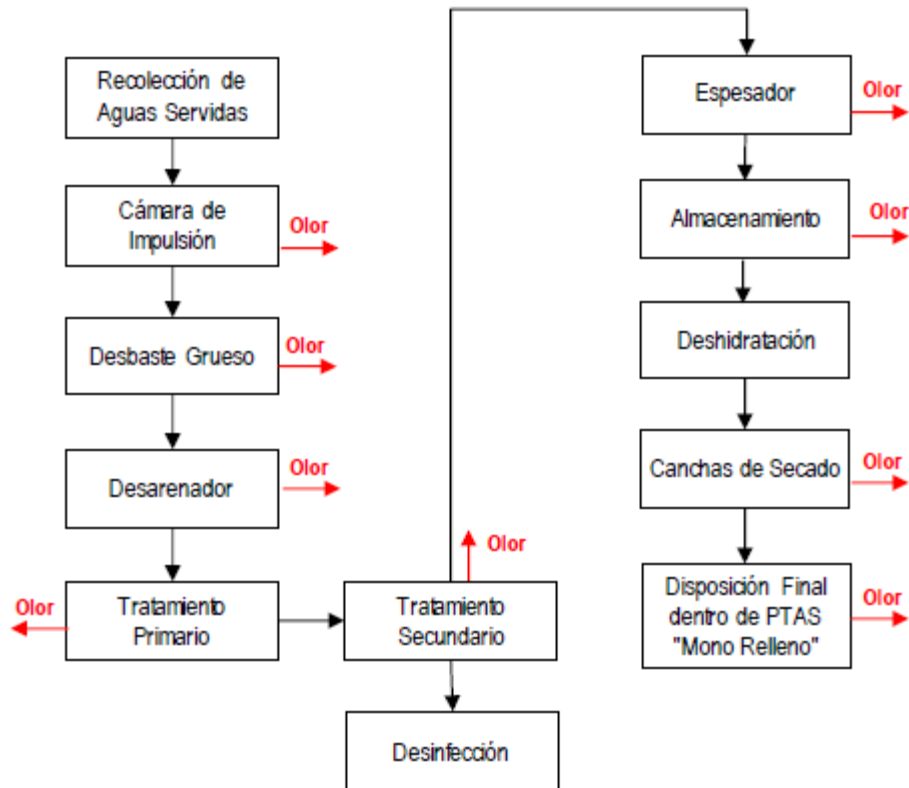 Recolección de
Aguas Servidas
Cámara de
Impulsión
Olor
Desbaste Grueso
Olor
Desarenador
Olor
Olor
Tratamiento
Primario
Olor
Tratamiento
Secundario
Desinfección
Espesador
Olor
Almacenamiento
Olor
Deshidratación
Canchas de Secado
Olor
Disposición Final
dentro de PTAS
"Mono Relleno"
Olor